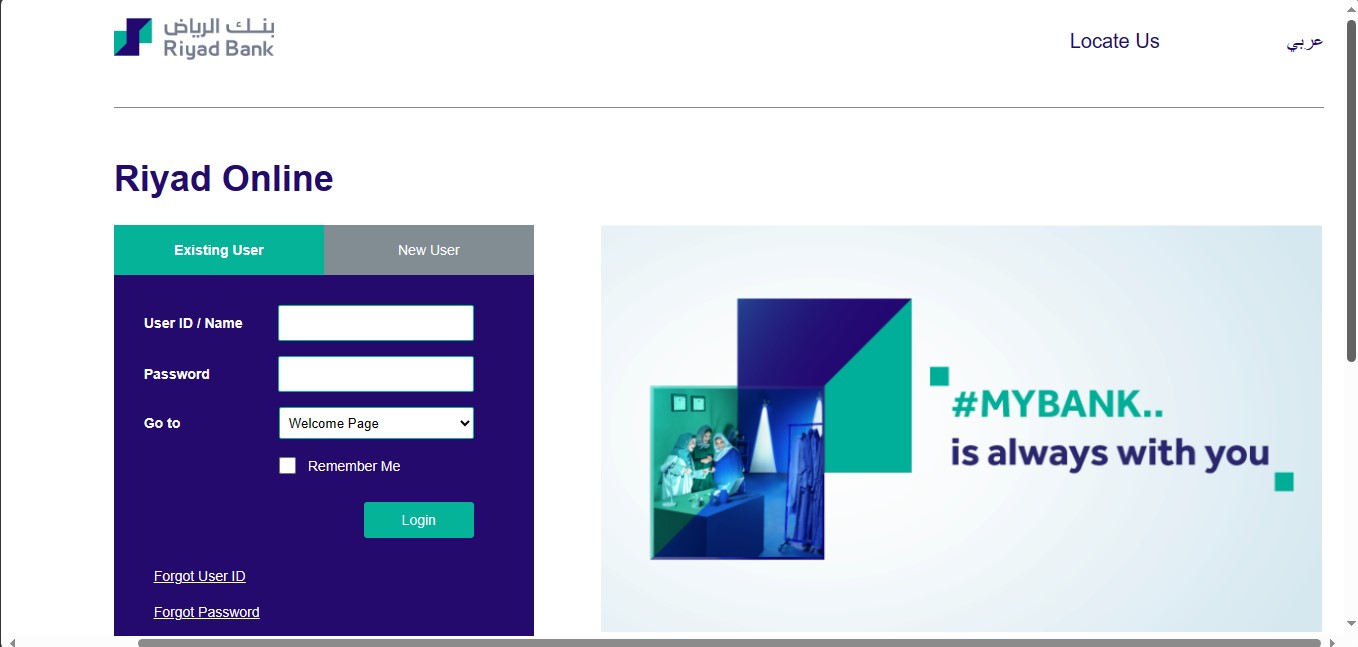 بنك الرياض
Riyad Bank
Locate Us
عربي
Riyad Online
Existing User
New User
User ID / Name
Password
Go to
Welcome Page
Remember Me
Login
Forgot User ID
Forgot Password
#MYBANK..
is always with you